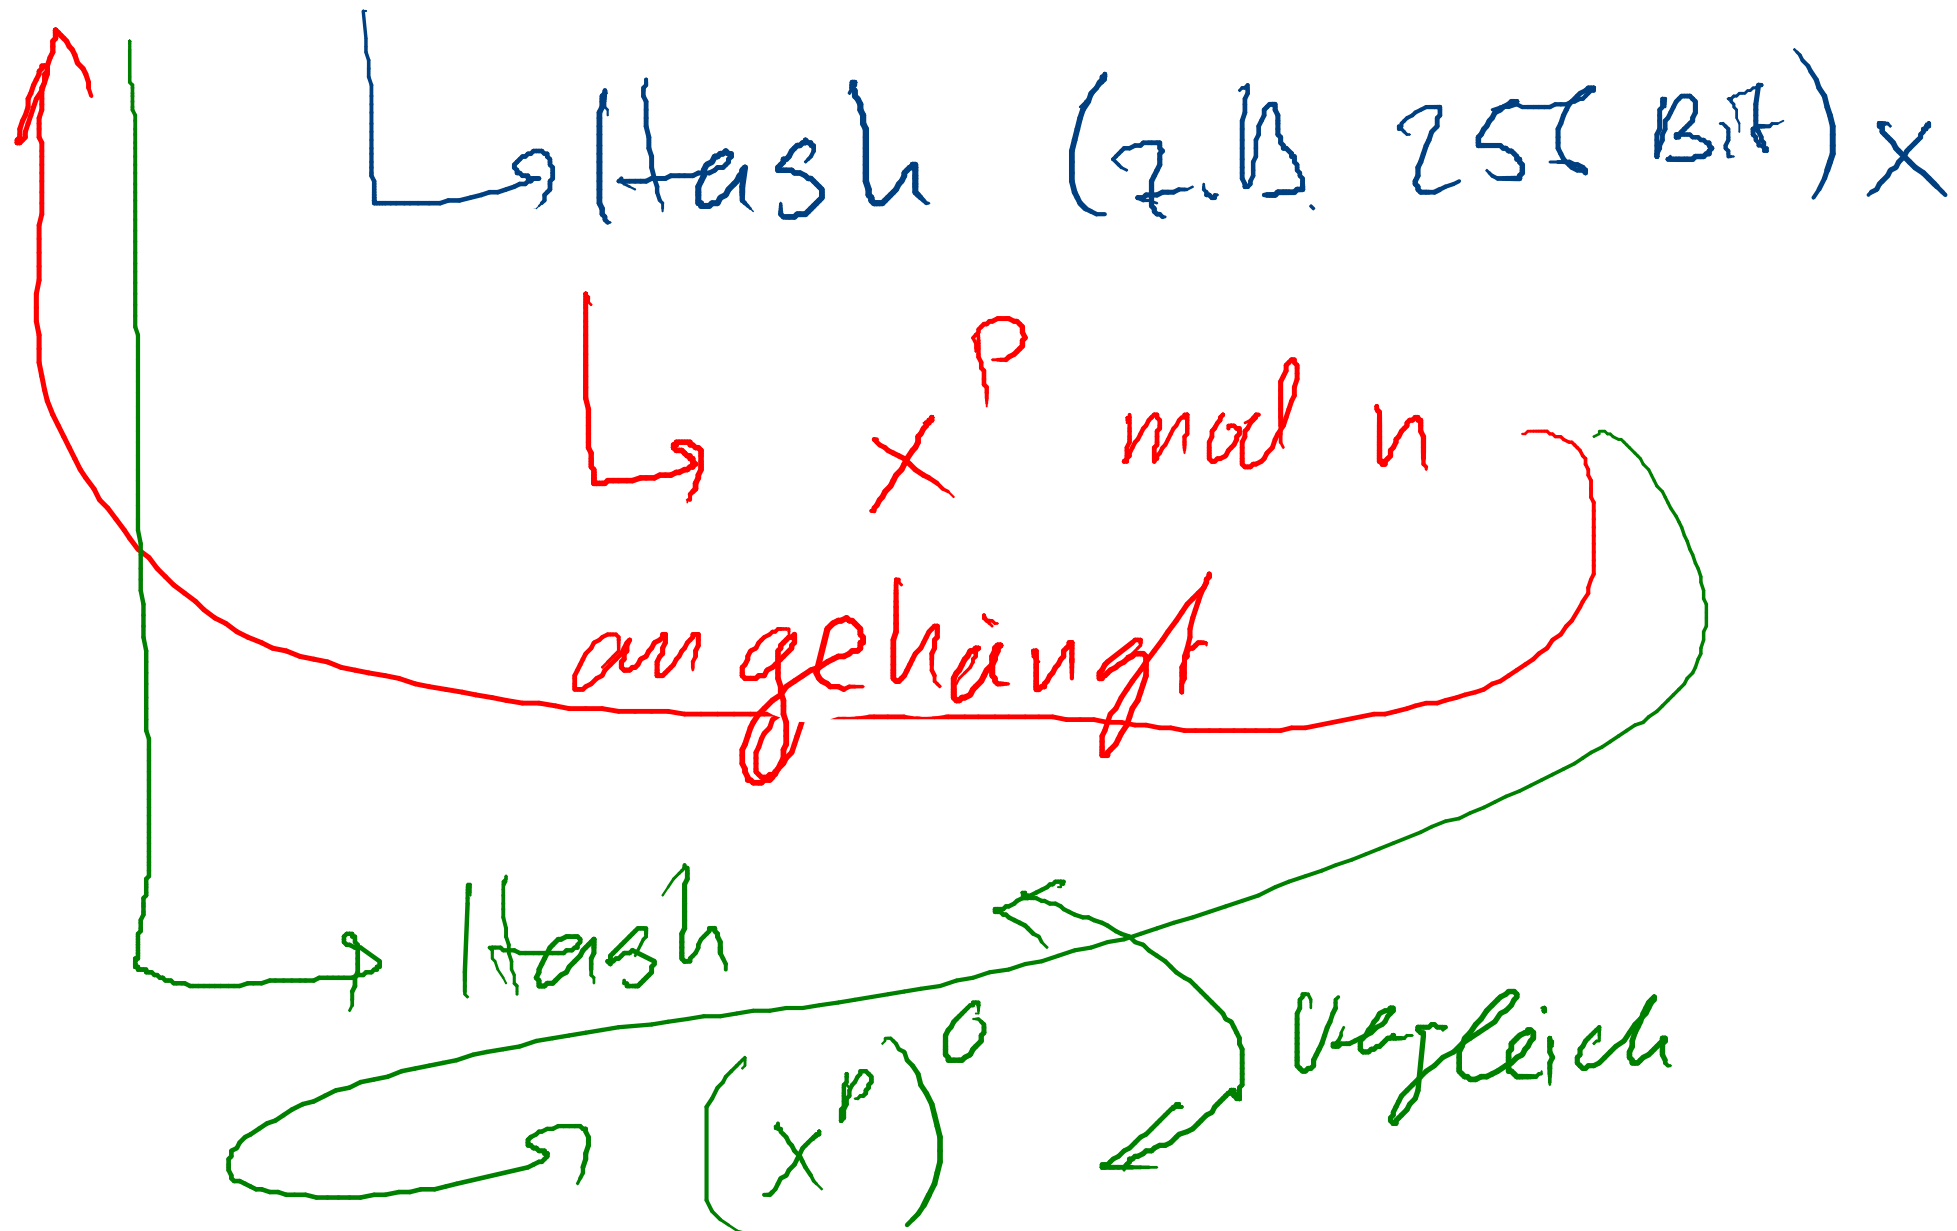 Hash (z.B. 256 Bit) x
x^p mod n
angehängt
Hash
Vergleich
(x^p)^o